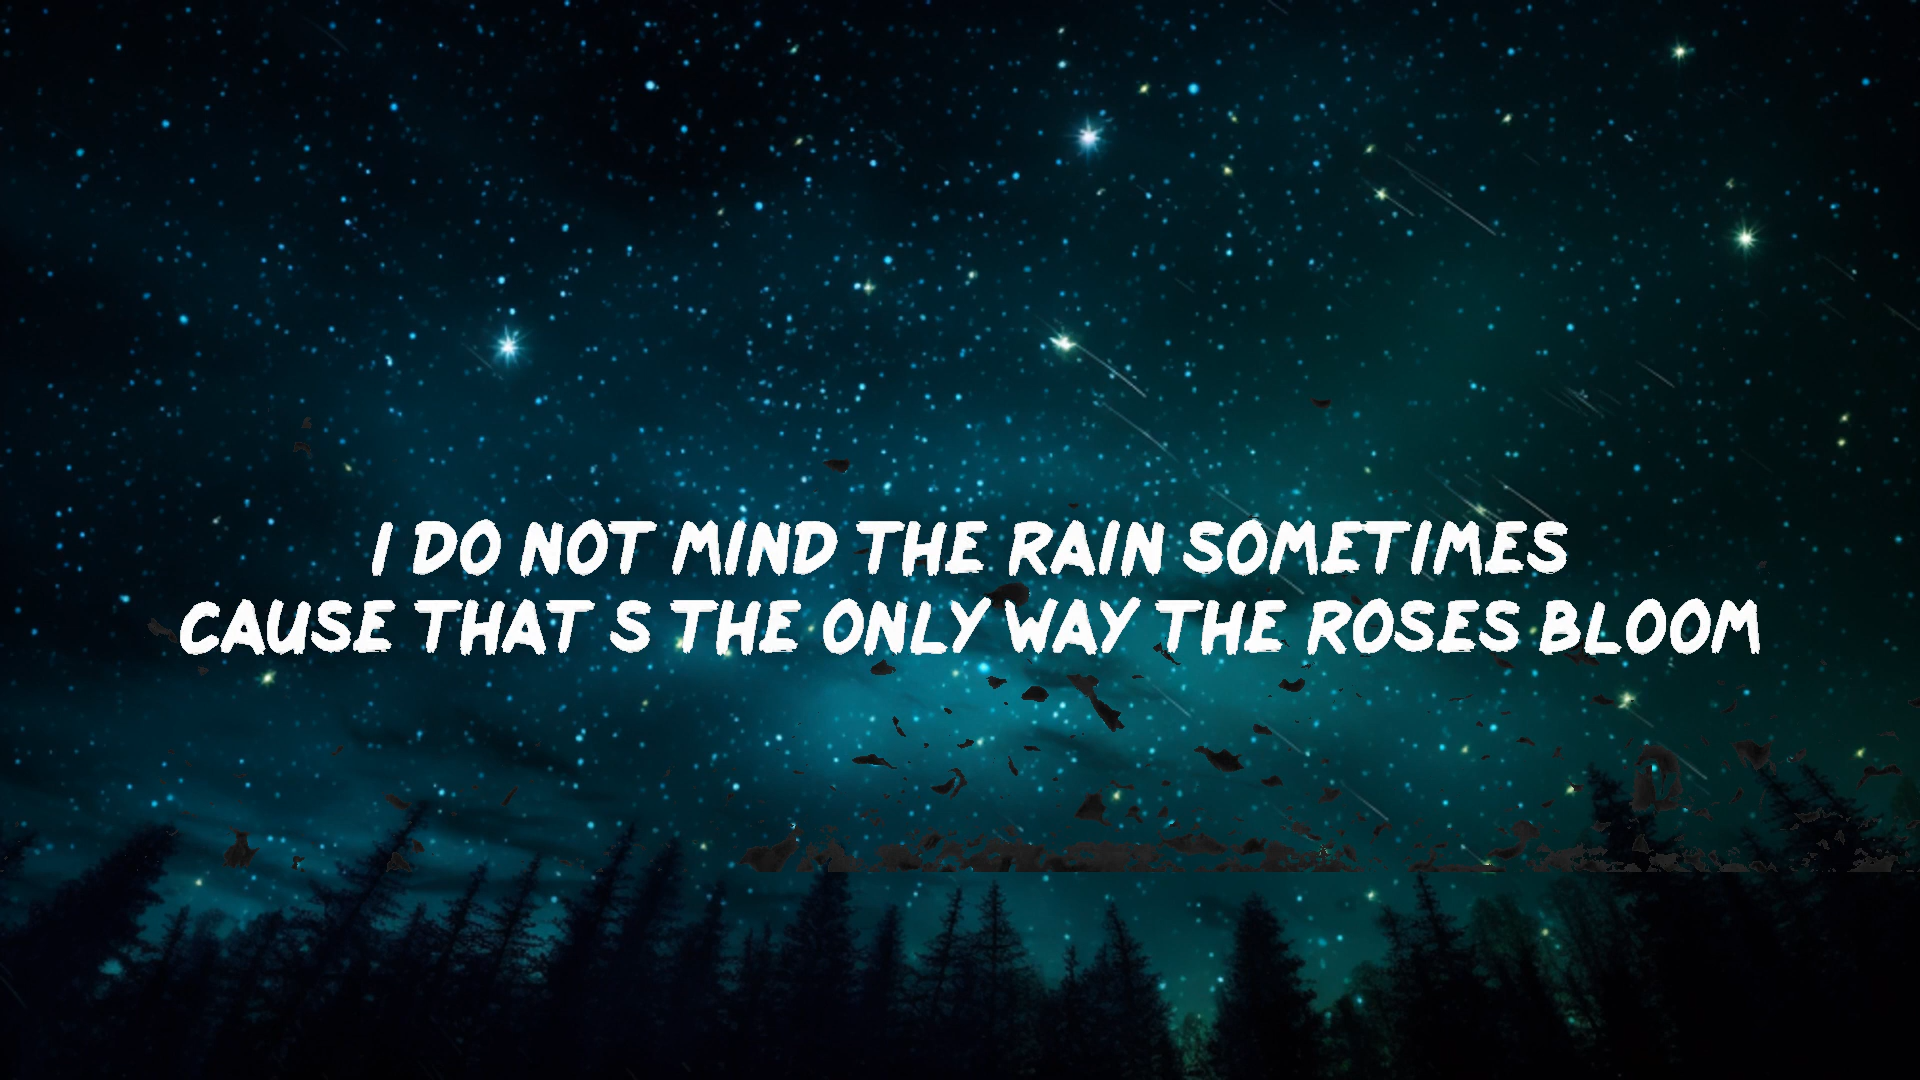 I DO NOT MIND THE RAIN SOMETIMES
CAUSE THAT S THE ONLY WAY THE ROSES BLOOM